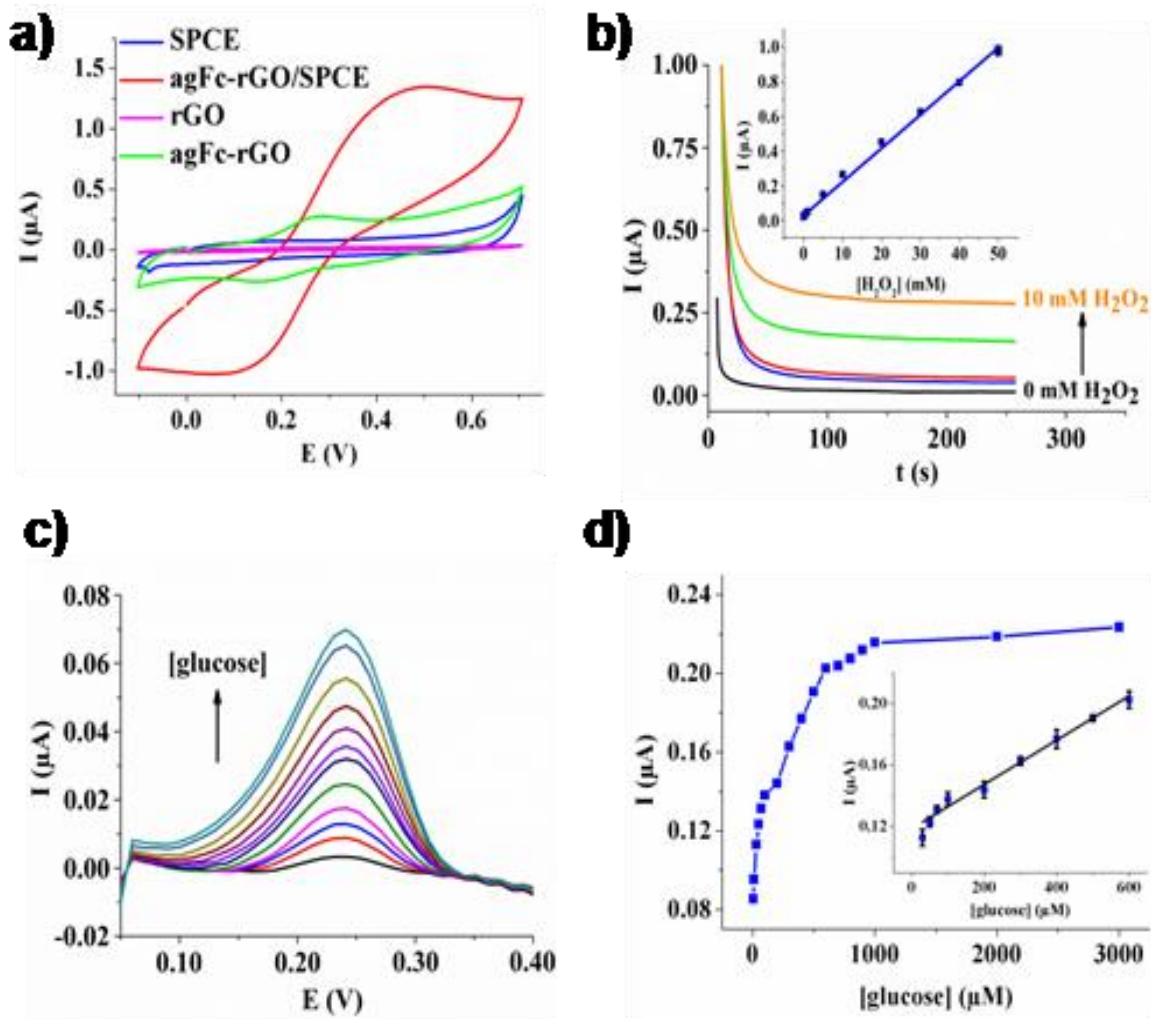 a)
SPCE
agFc-rGO/SPCE
rGO
agFc-rGO
1.5
1.0
0.5
0.0
-0.5
-1.0
I (µA)
0.0 0.2 0.4 0.6
E (V)
b)
1.00
0.75
0.50
0.25
0.00
I (µA)
0 100 200 300
t (s)
1.0
0.8
0.6
0.4
0.2
0.0
I (µA)
0 10 20 30 40 50
[H₂O₂] (mM)
10 mM H₂O₂
0 mM H₂O₂
c)
[glucose]
0.08
0.06
0.04
0.02
0.00
-0.02
I (µA)
0.10 0.20 0.30 0.40
E (V)
d)
0.24
0.20
0.16
0.12
0.08
I (µA)
0 1000 2000 3000
[glucose] (µM)
0.20
0.16
0.12
I (µA)
0 200 400 600
[glucose] (µM)